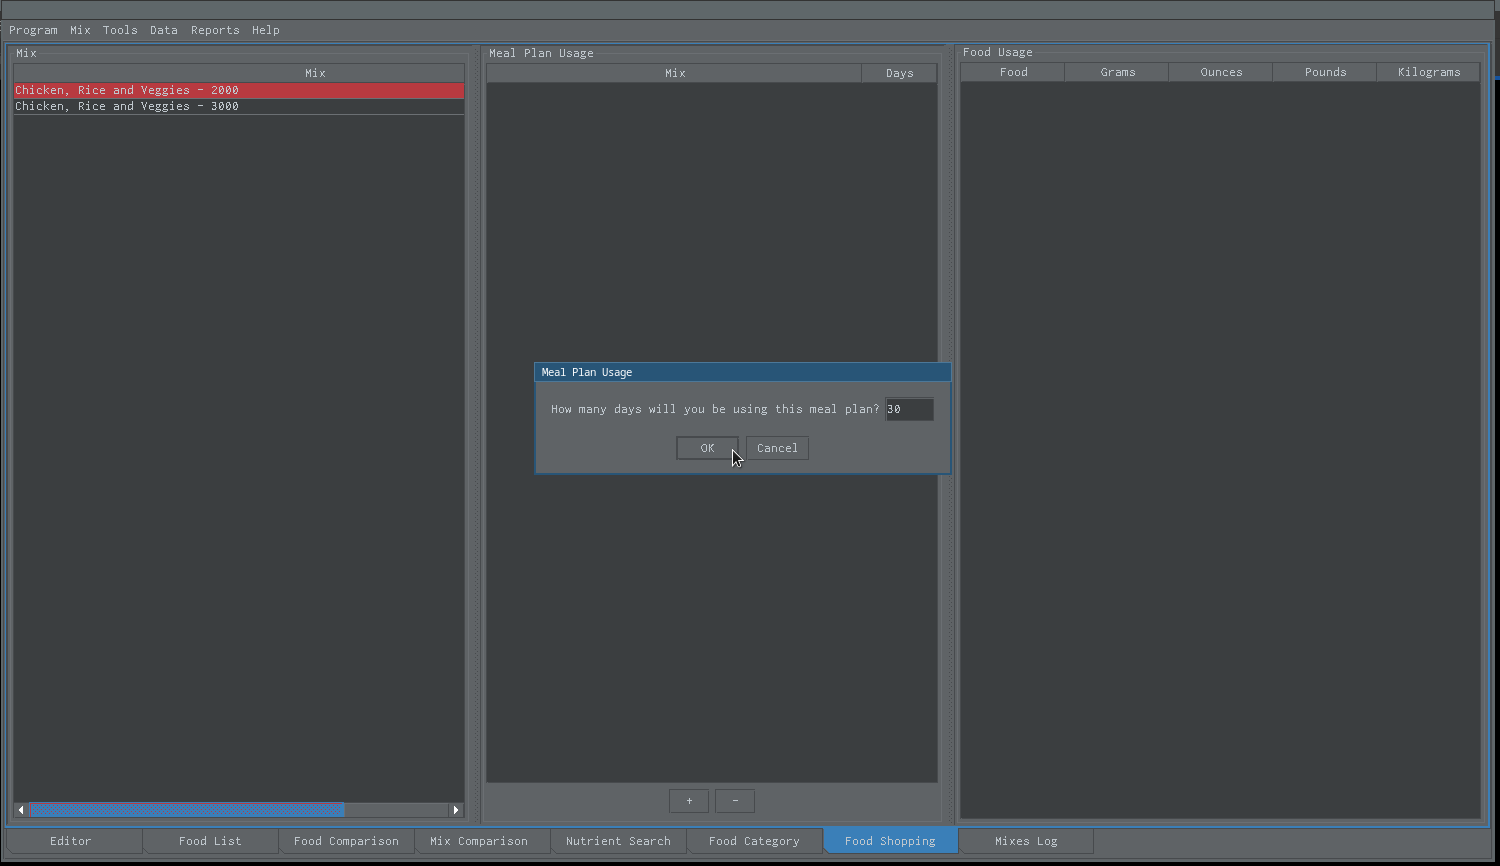 Program Mix Tools Data Reports Help
Mix
Mix
Chicken, Rice and Veggies - 2000
Chicken, Rice and Veggies - 3000
Meal Plan Usage
Mix Days
Food Usage
Food Grams Ounces Pounds Kilograms
Meal Plan Usage
How many days will you be using this meal plan? 30
OK Cancel
+ -
Editor Food List Food Comparison Mix Comparison Nutrient Search Food Category Food Shopping Mixes Log